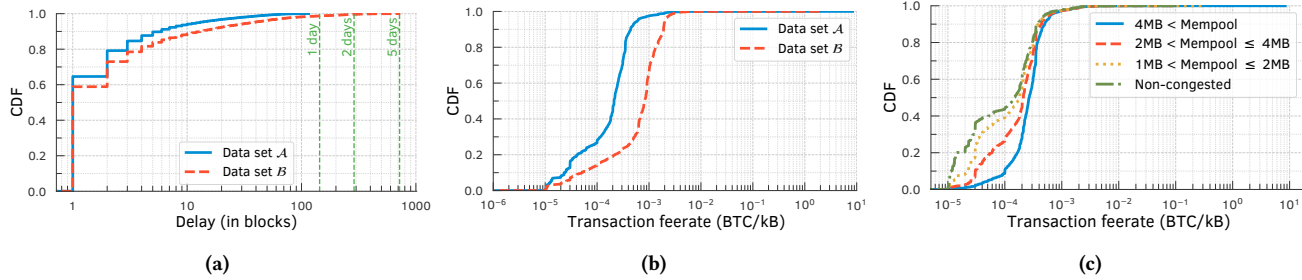 1.0
0.8
0.6
0.4
0.2
0.0
CDF
1 day
2 days
5 days
Data set 𝒜
Data set ℬ
1
10
100
1000
Delay (in blocks)
(a)
1.0
0.8
0.6
0.4
0.2
0.0
CDF
Data set 𝒜
Data set ℬ
10⁻⁵
10⁻⁴
10⁻³
10⁻²
10⁻¹
10⁰
10¹
Transaction feerate (BTC/kB)
(b)
1.0
0.8
0.6
0.4
0.2
0.0
CDF
4MB < Mempool
2MB < Mempool ≤ 4MB
1MB < Mempool ≤ 2MB
Non-congested
10⁻⁵
10⁻⁴
10⁻³
10⁻²
10⁻¹
10⁰
10¹
Transaction feerate (BTC/kB)
(c)